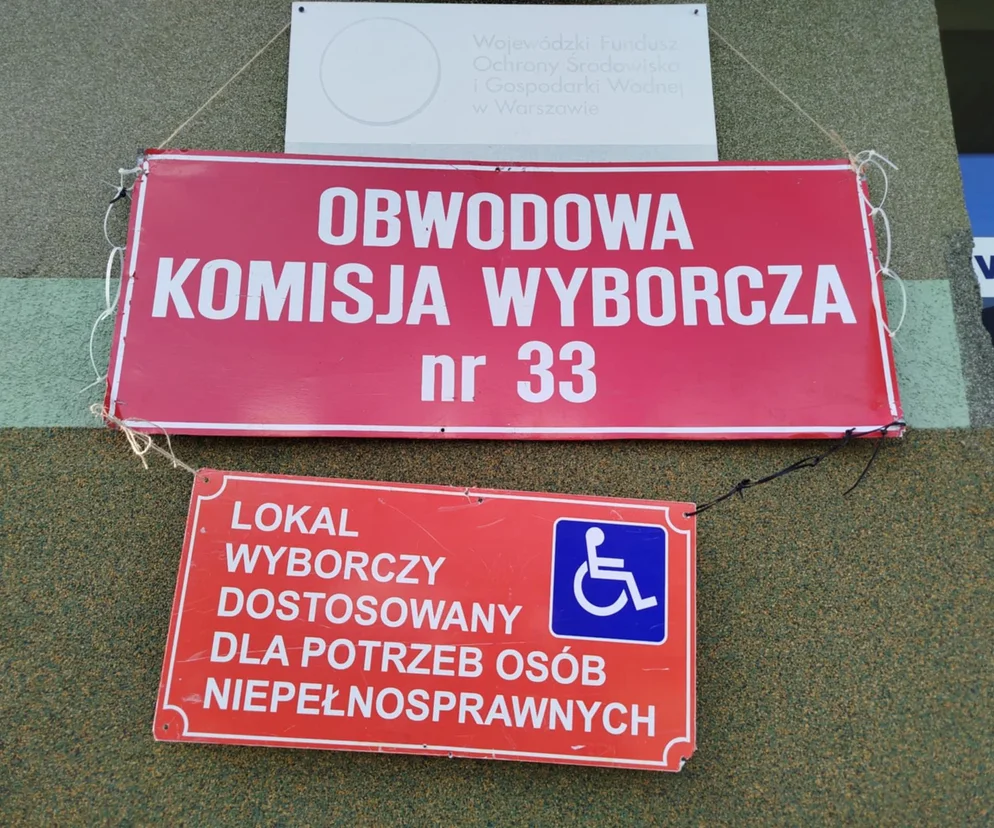 Wojewódzki Fundusz
Ochrony Środowiska
i Gospodarki Wodnej
w Warszawie
OBWODOWA
KOMISJA WYBORCZA
nr 33
LOKAL
WYBORCZY
DOSTOSOWANY
DLA POTRZEB OSÓB
NIEPEŁNOSPRAWNYCH